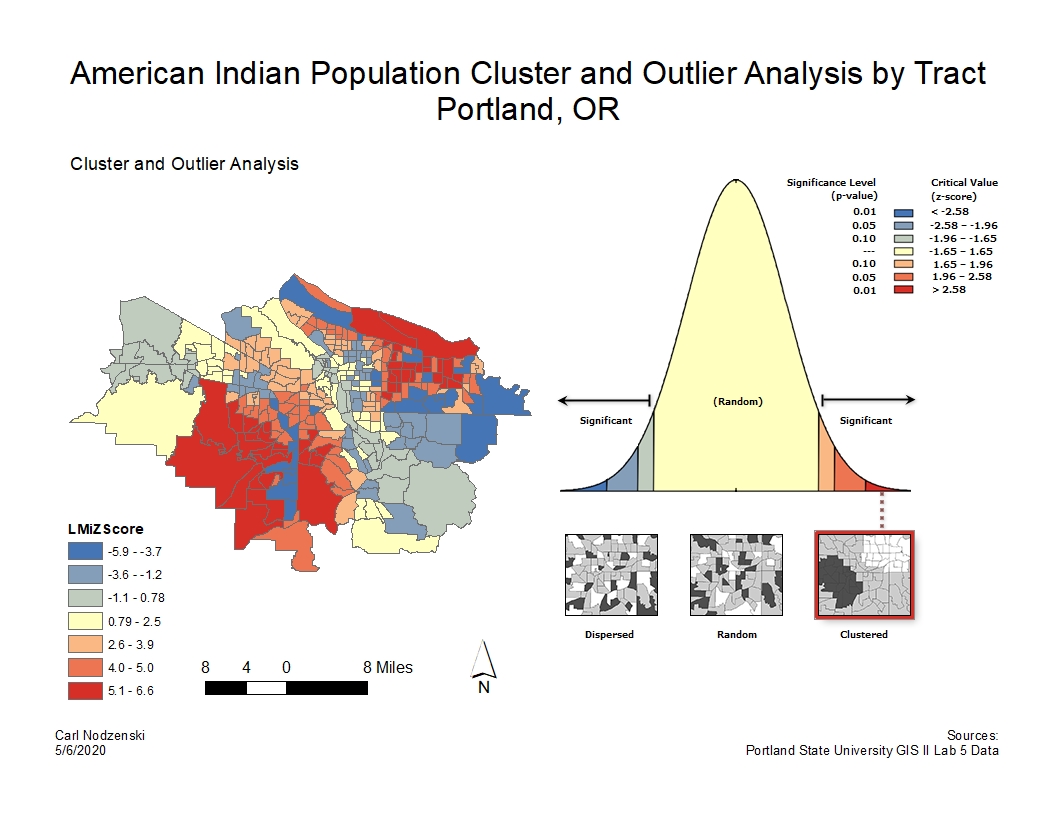 American Indian Population Cluster and Outlier Analysis by Tract
Portland, OR
Cluster and Outlier Analysis
Significance Level
(p-value)
Critical Value
(z-score)
0.01 < -2.58
0.05 -2.58 – -1.96
0.10 -1.96 – -1.65
--- -1.65 – 1.65
0.10 1.65 – 1.96
0.05 1.96 – 2.58
0.01 > 2.58
(Random)
Significant
Significant
LMiZScore
-5.9 - -3.7
-3.6 - -1.2
-1.1 - 0.78
0.79 - 2.5
2.6 - 3.9
4.0 - 5.0
5.1 - 6.6
Dispersed
Random
Clustered
8 4 0 8 Miles
N
Carl Nodzenski
5/6/2020
Sources:
Portland State University GIS II Lab 5 Data